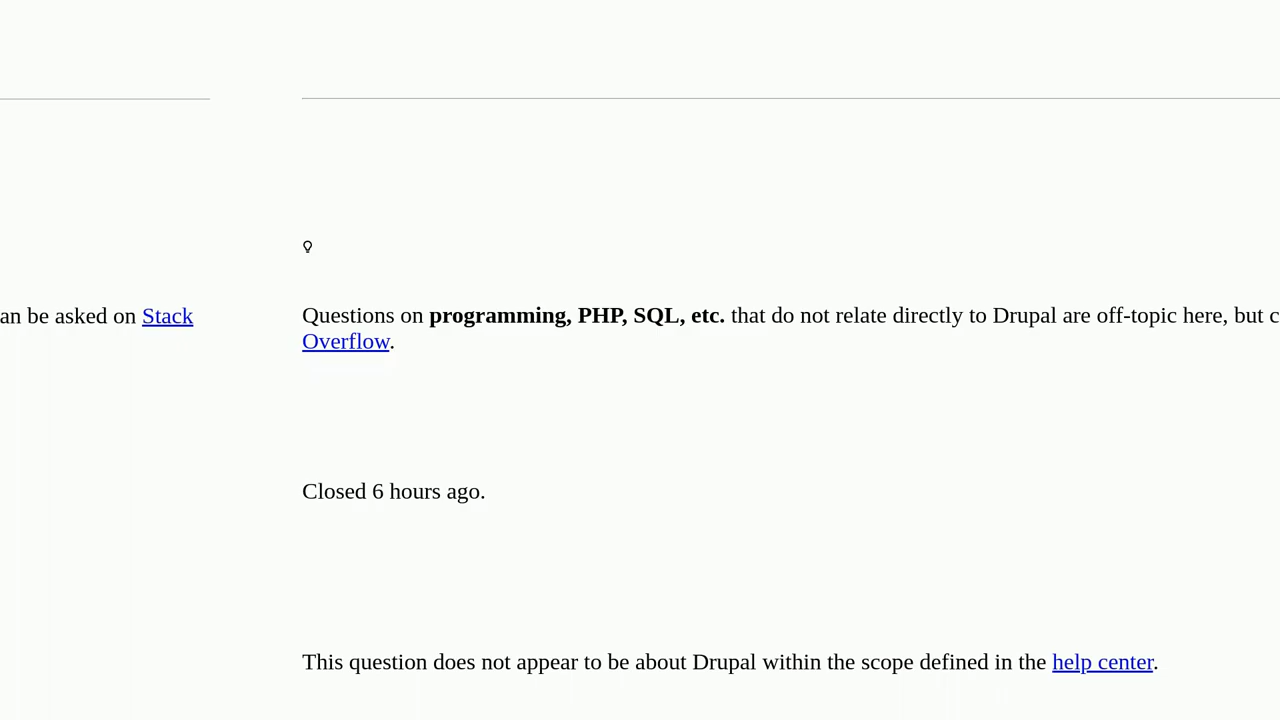 an be asked on Stack
Questions on programming, PHP, SQL, etc. that do not relate directly to Drupal are off-topic here, but c
Overflow.
Closed 6 hours ago.
This question does not appear to be about Drupal within the scope defined in the help center.